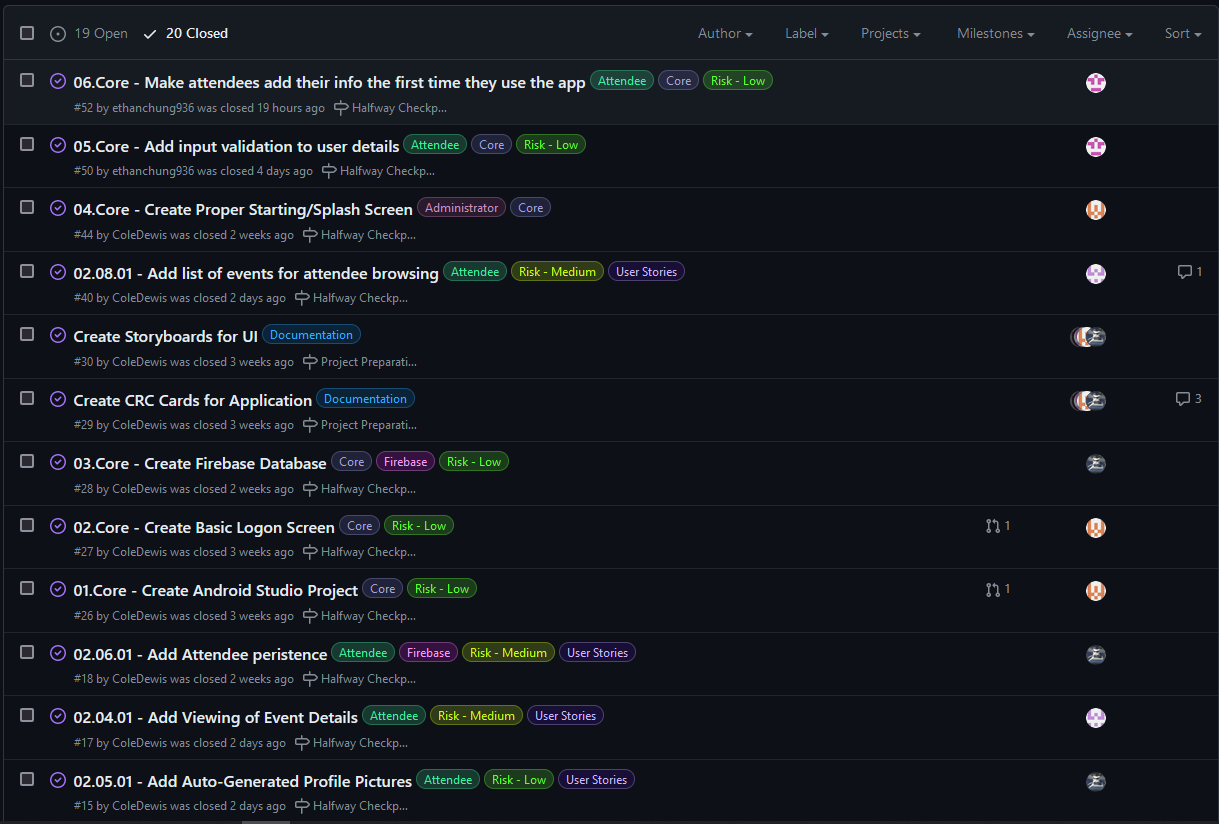 19 Open 20 Closed Author Label Projects Milestones Assignee Sort
06.Core - Make attendees add their info the first time they use the app Attendee Core Risk - Low
#52 by ethanchung936 was closed 19 hours ago Halfway Checkp...
05.Core - Add input validation to user details Attendee Core Risk - Low
#50 by ethanchung936 was closed 4 days ago Halfway Checkp...
04.Core - Create Proper Starting/Splash Screen Administrator Core
#44 by ColeDewis was closed 2 weeks ago Halfway Checkp...
02.08.01 - Add list of events for attendee browsing Attendee Risk - Medium User Stories 1
#40 by ColeDewis was closed 2 days ago Halfway Checkp...
Create Storyboards for UI Documentation
#30 by ColeDewis was closed 3 weeks ago Project Preparati...
Create CRC Cards for Application Documentation 3
#29 by ColeDewis was closed 3 weeks ago Project Preparati...
03.Core - Create Firebase Database Core Firebase Risk - Low
#28 by ColeDewis was closed 2 weeks ago Halfway Checkp...
02.Core - Create Basic Logon Screen Core Risk - Low 1
#27 by ColeDewis was closed 3 weeks ago Halfway Checkp...
01.Core - Create Android Studio Project Core Risk - Low 1
#26 by ColeDewis was closed 3 weeks ago Halfway Checkp...
02.06.01 - Add Attendee peristence Attendee Firebase Risk - Medium User Stories
#18 by ColeDewis was closed 2 weeks ago Halfway Checkp...
02.04.01 - Add Viewing of Event Details Attendee Risk - Medium User Stories
#17 by ColeDewis was closed 2 days ago Halfway Checkp...
02.05.01 - Add Auto-Generated Profile Pictures Attendee Risk - Low User Stories
#15 by ColeDewis was closed 2 days ago Halfway Checkp...